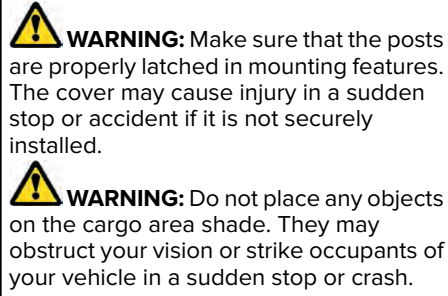 WARNING: Make sure that the posts
are properly latched in mounting features.
The cover may cause injury in a sudden
stop or accident if it is not securely
installed.
WARNING: Do not place any objects
on the cargo area shade. They may
obstruct your vision or strike occupants of
your vehicle in a sudden stop or crash.